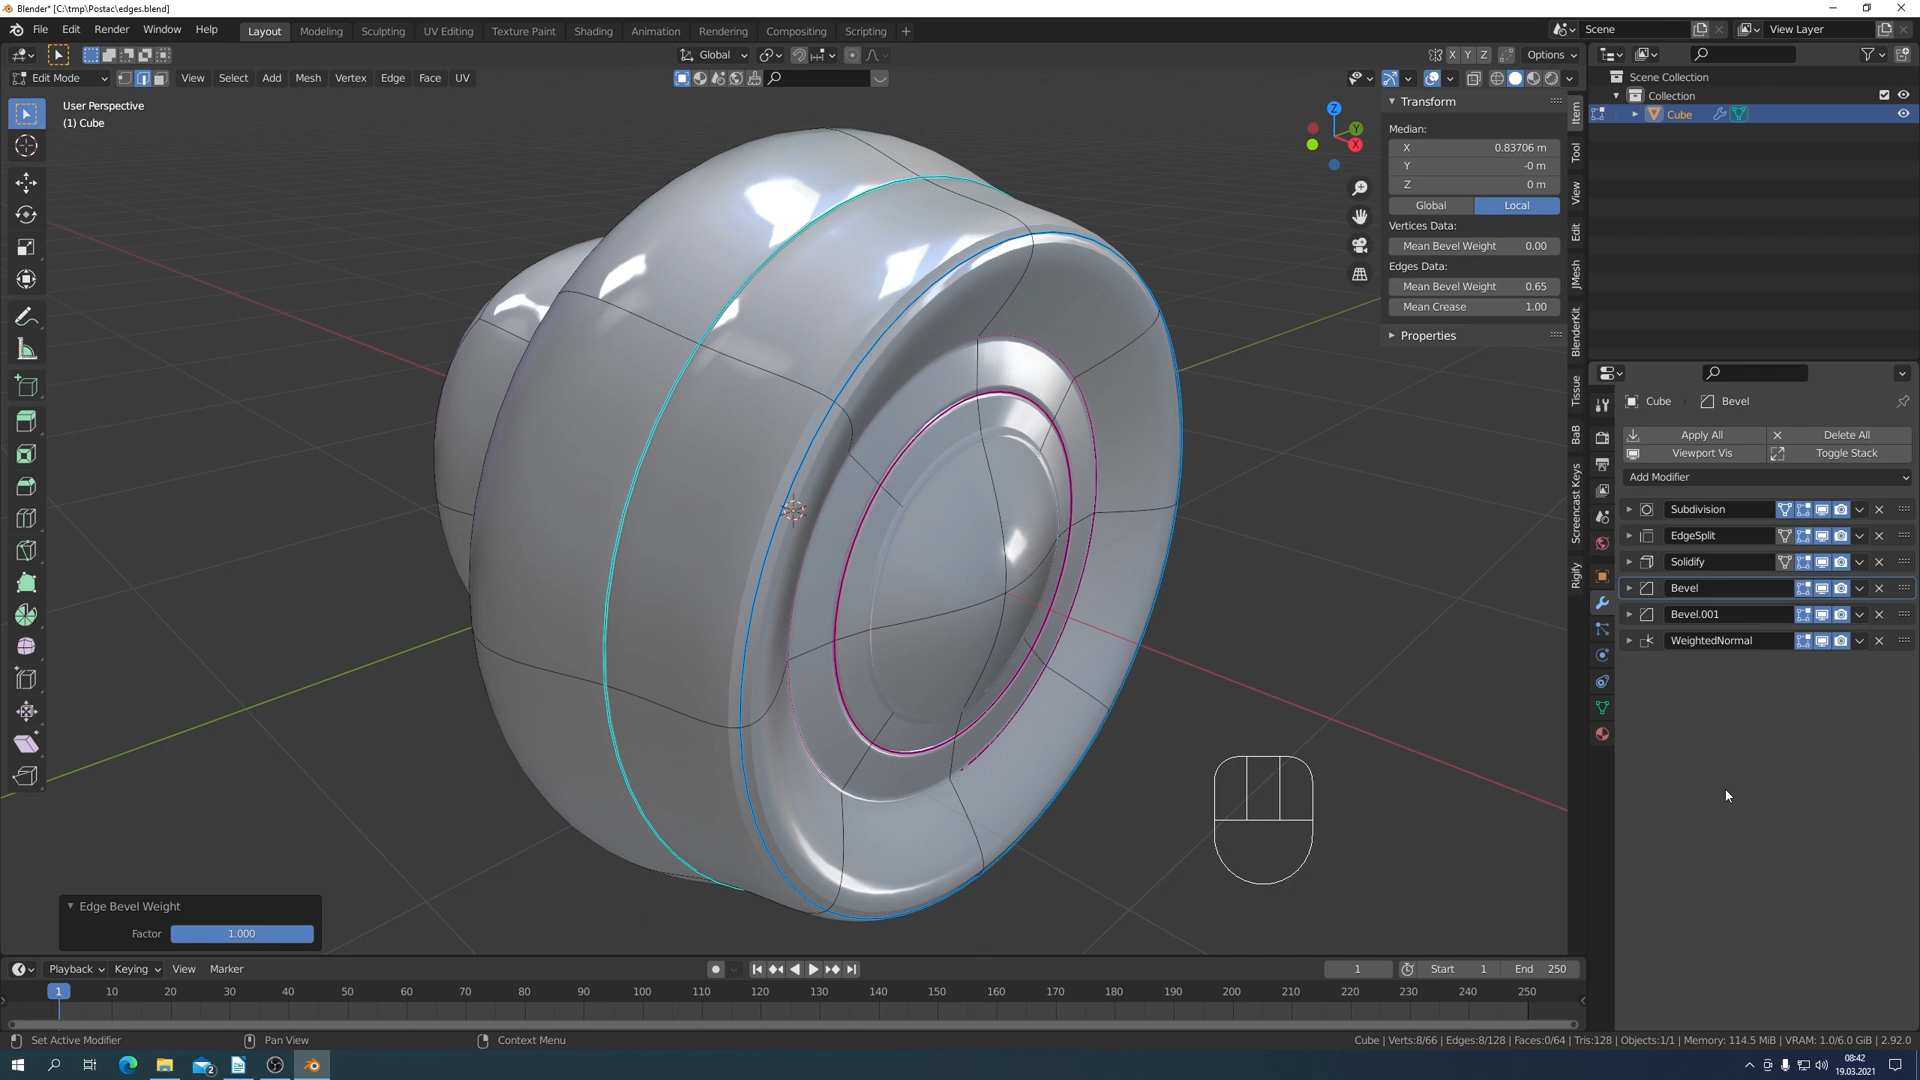 Blender* [C:\tmp\Postac\edges.blend]
File Edit Render Window Help Layout Modeling Sculpting UV Editing Texture Paint Shading Animation Rendering Compositing Scripting + Scene View Layer
Global X Y Z Options
Edit Mode View Select Add Mesh Vertex Edge Face UV
User Perspective
(1) Cube
Z
Y
X
Transform
Median:
X 0.83706 m
Y -0 m
Z 0 m
Global Local
Vertices Data:
Mean Bevel Weight 0.00
Edges Data:
Mean Bevel Weight 0.65
Mean Crease 1.00
Properties
Item
Tool
View
Edit
JMesh
BlenderKit
Tissue
BaB
Screencast Keys
Rigify
Scene Collection
Collection
Cube
Cube Bevel
Apply All Delete All
Viewport Vis Toggle Stack
Add Modifier
Subdivision
EdgeSplit
Solidify
Bevel
Bevel.001
WeightedNormal
Edge Bevel Weight
Factor 1.000
Playback Keying View Marker 1 Start 1 End 250
1 10 20 30 40 50 60 70 80 90 100 110 120 130 140 150 160 170 180 190 200 210 220 230 240 250
Set Active Modifier Pan View Context Menu Cube | Verts:8/66 | Edges:8/128 | Faces:0/64 | Tris:128 | Objects:1/1 | Memory: 114.5 MiB | VRAM: 1.0/6.0 GiB | 2.92.0
2
08:42
19.03.2021